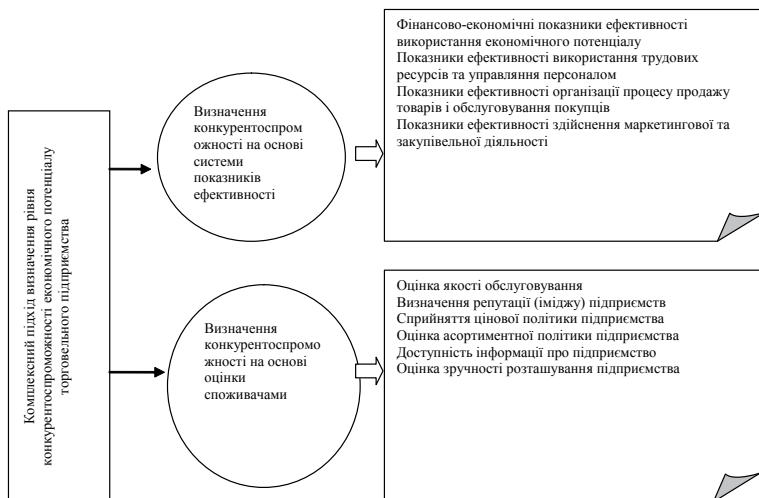 Комплексний підхід визначення рівня
конкурентоспроможності економічного потенціалу
торговельного підприємства
Визначення
конкурентоспром
ожності на основі
системи
показників
ефективності
Фінансово-економічні показники ефективності
використання економічного потенціалу
Показники ефективності використання трудових
ресурсів та управляння персоналом
Показники ефективності організації процесу продажу
товарів і обслуговування покупців
Показники ефективності здійснення маркетингової та
закупівельної діяльності
Визначення
конкурентоспромо
жності на основі
оцінки
споживачами
Оцінка якості обслуговування
Визначення репутації (іміджу) підприємств
Сприйняття цінової політики підприємства
Оцінка асортиментної політики підприємства
Доступність інформації про підприємство
Оцінка зручності розташування підприємства